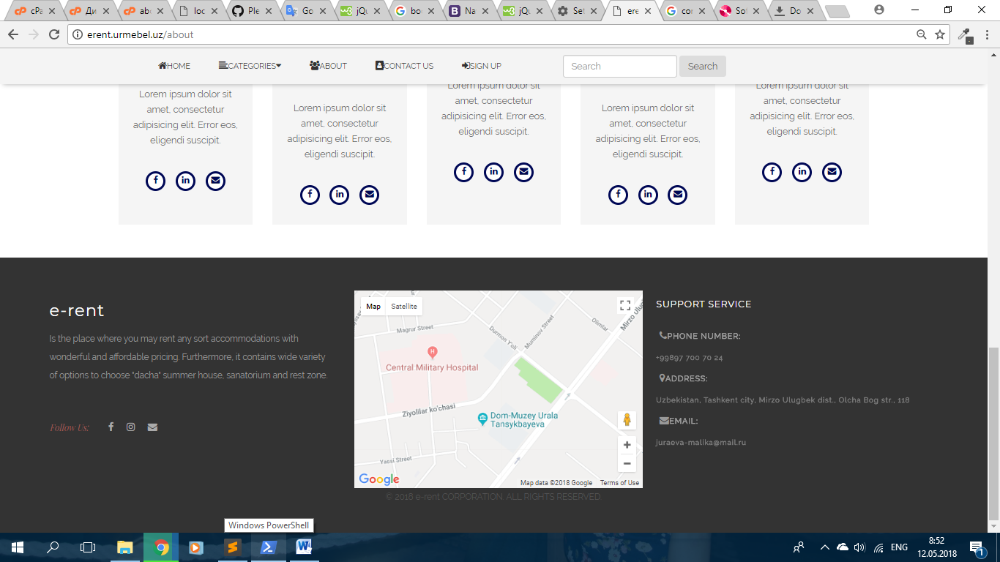 cPa
Ди
abo
loc
Ple
Go
jQu
bo
Na
jQu
Set
ere
cor
Sof
Do
erent.urmebel.uz/about
HOME
CATEGORIES
ABOUT
CONTACT US
SIGN UP
Search
Search
Lorem ipsum dolor sit
amet, consectetur
adipisicing elit. Error eos,
eligendi suscipit.
Lorem ipsum dolor sit
amet, consectetur
adipisicing elit. Error eos,
eligendi suscipit.
Lorem ipsum dolor sit
amet, consectetur
adipisicing elit. Error eos,
eligendi suscipit.
Lorem ipsum dolor sit
amet, consectetur
adipisicing elit. Error eos,
eligendi suscipit.
Lorem ipsum dolor sit
amet, consectetur
adipisicing elit. Error eos,
eligendi suscipit.
e-rent
Is the place where you may rent any sort accommodations with
wonderful and affordable pricing. Furthermore, it contains wide variety
of options to choose "dacha" summer house, sanatorium and rest zone.
Follow Us:
Map
Satellite
Magrur Street
Durmon Yo'li
Muminov Street
Olimlar
Mirzo Ulug
H
Central Military Hospital
Ziyolilar ko'chasi
Dom-Muzey Urala
Tansykbayeva
Yassi Street
Google
Map data ©2018 Google
Terms of Use
SUPPORT SERVICE
PHONE NUMBER:
+99897 700 70 24
ADDRESS:
Uzbekistan, Tashkent city, Mirzo Ulugbek dist., Olcha Bog str., 118
EMAIL:
juraeva-malika@mail.ru
© 2018 e-rent CORPORATION. ALL RIGHTS RESERVED.
Windows PowerShell
ENG
8:52
12.05.2018
1